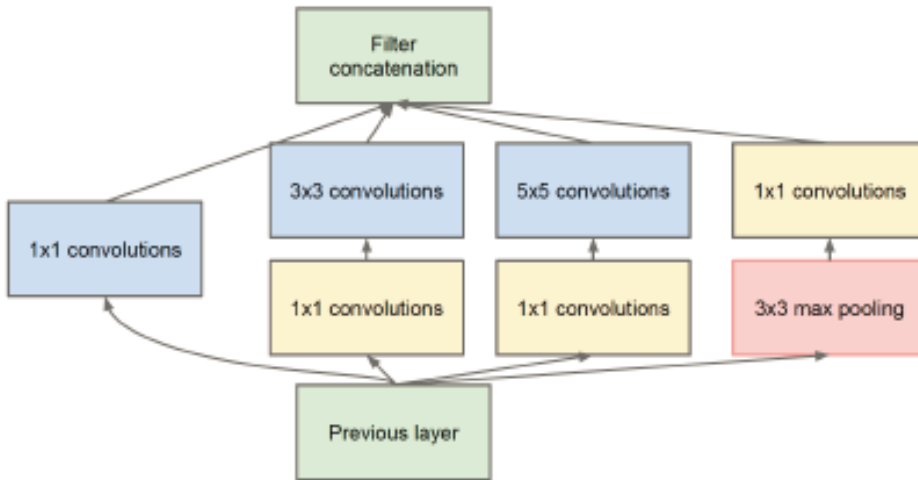 Filter
concatenation
3x3 convolutions
5x5 convolutions
1x1 convolutions
1x1 convolutions
1x1 convolutions
1x1 convolutions
3x3 max pooling
Previous layer